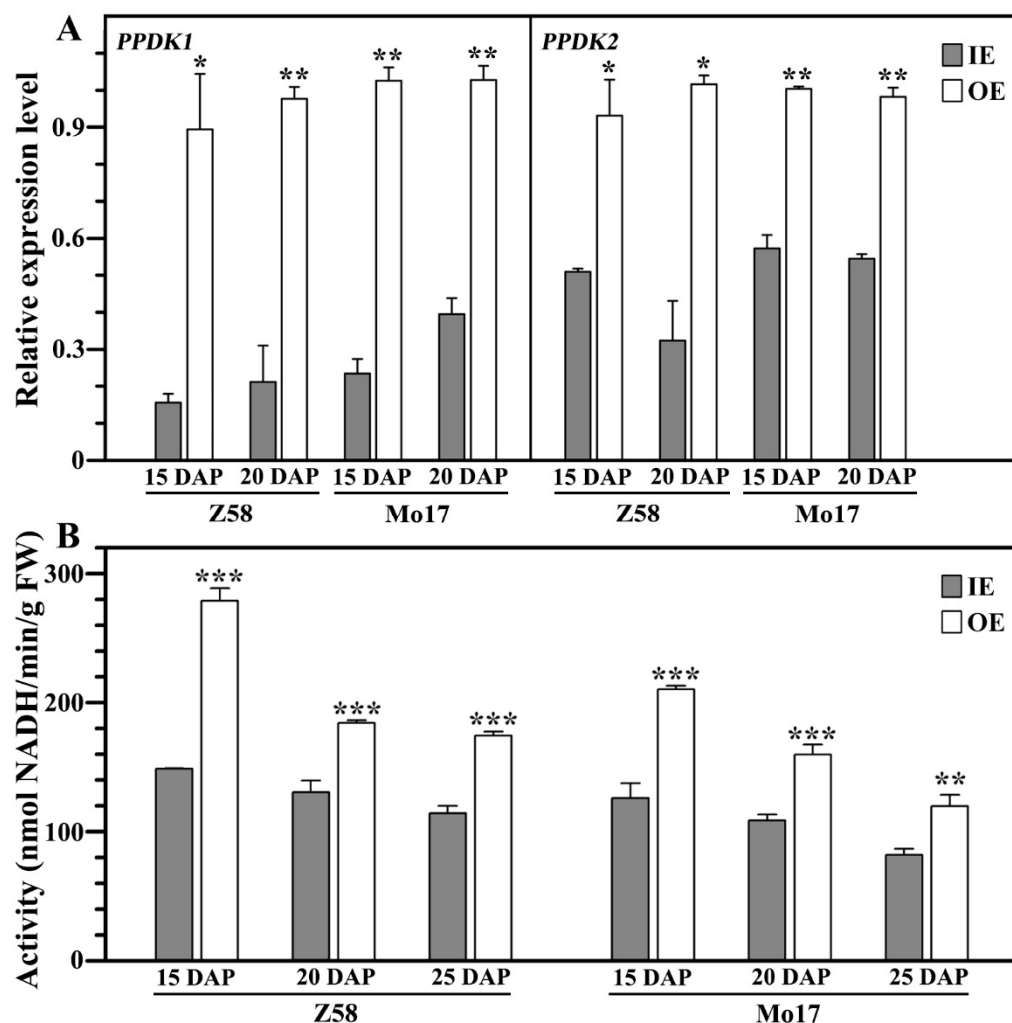 A
PPDK1
PPDK2
IE
OE
* ** ** ** * * ** **
Relative expression level
0.9
0.6
0.3
0
15 DAP 20 DAP 15 DAP 20 DAP 15 DAP 20 DAP 15 DAP 20 DAP
Z58 Mo17 Z58 Mo17
B
IE
OE
*** *** *** *** *** **
Activity (nmol NADH/min/g FW)
300
200
100
0
15 DAP 20 DAP 25 DAP 15 DAP 20 DAP 25 DAP
Z58 Mo17